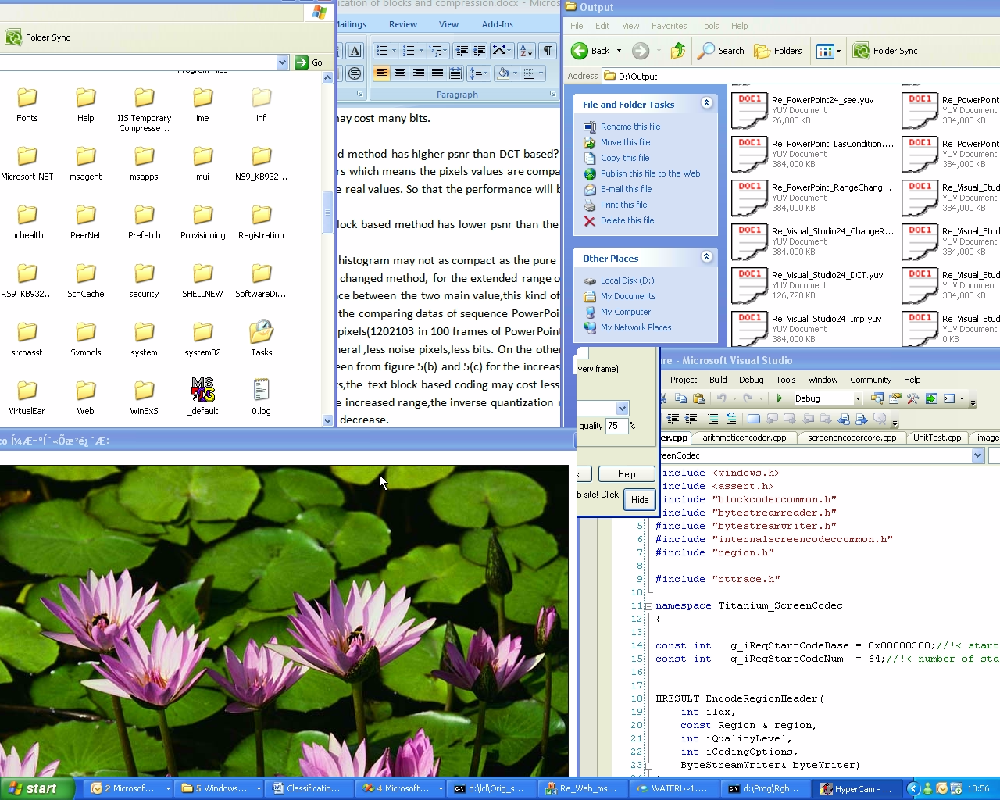 Folder Sync
Go
Fonts
Help
IIS Temporary
Compresse...
ime
inf
Microsoft.NET
msagent
msapps
mui
NS9_KB932...
pchealth
PeerNet
Prefetch
Provisioning
Registration
RS9_KB932...
SchCache
security
SHELLNEW
SoftwareDi...
srchasst
Symbols
system
system32
Tasks
VirtualEar
Web
WinSxS
_default
0.log
ication of blocks and compression.docx - Micros
Mailings
Review
View
Add-Ins
Paragraph
may cost many bits.
d method has higher psnr than DCT based?
rs which means the pixels values are compa
e real values. So that the performance will b
lock based method has lower psnr than the
histogram may not as compact as the pure
changed method, for the extended range o
ce between the two main value,this kind of
the comparing datas of sequence PowerPoi
pixels(1202103 in 100 frames of PowerPoint
neral ,less noise pixels,less bits. On the other
en from figure 5(b) and 5(c) for the increas
ts,the text block based coding may cost less
e increased range,the inverse quantization
decrease.
Output
File
Edit
View
Favorites
Tools
Help
Back
Search
Folders
Folder Sync
Address
D:\Output
File and Folder Tasks
Rename this file
Move this file
Copy this file
Publish this file to the Web
E-mail this file
Print this file
Delete this file
Other Places
Local Disk (D:)
My Documents
My Computer
My Network Places
Re_PowerPoint24_see.yuv
YUV Document
26,880 KB
Re_PowerPoint
YUV Document
384,000 KB
Re_PowerPoint_LasCondition....
YUV Document
384,000 KB
Re_PowerPoint
YUV Document
384,000 KB
Re_PowerPoint_RangeChang...
YUV Document
384,000 KB
Re_Visual_Stud
YUV Document
384,000 KB
Re_Visual_Studio24_ChangeR...
YUV Document
384,000 KB
Re_Visual_Stud
YUV Document
384,000 KB
Re_Visual_Studio24_DCT.yuv
YUV Document
126,720 KB
Re_Visual_Stud
YUV Document
384,000 KB
Re_Visual_Studio24_Imp.yuv
YUV Document
384,000 KB
Re_Visual_Stud
YUV Document
0 KB
every frame)
quality 75 %
s
Help
b site! Click
Hide
re - Microsoft Visual Studio
Project
Build
Debug
Tools
Window
Community
Help
Debug
er.cpp
arithmeticencoder.cpp
screenencodercore.cpp
UnitTest.cpp
image
reenCodec
#include <windows.h>
#include <assert.h>
#include "blockcodercommon.h"
#include "bytestreamreader.h"
5 #include "bytestreamwriter.h"
6 #include "internalscreencodeccommon.h"
7 #include "region.h"
8
9 #include "rttrace.h"
10
11 namespace Titanium_ScreenCodec
12 {
13
14 const int g_iReqStartCodeBase = 0x00000380;//!< start
15 const int g_iReqStartCodeNum = 64;//!< number of sta
16
17
18 HRESULT EncodeRegionHeader(
19 int iIdx,
20 const Region & region,
21 int iQualityLevel,
22 int iCodingOptions,
23 ByteStreamWriter& byteWriter)
start
2 Microsof...
5 Windows...
Classificatio...
4 Microsoft...
d:\lcl\Orig_s...
Re_Web_ms...
WATERL~1....
d:\Prog\Rgb...
HyperCam - ...
13:56